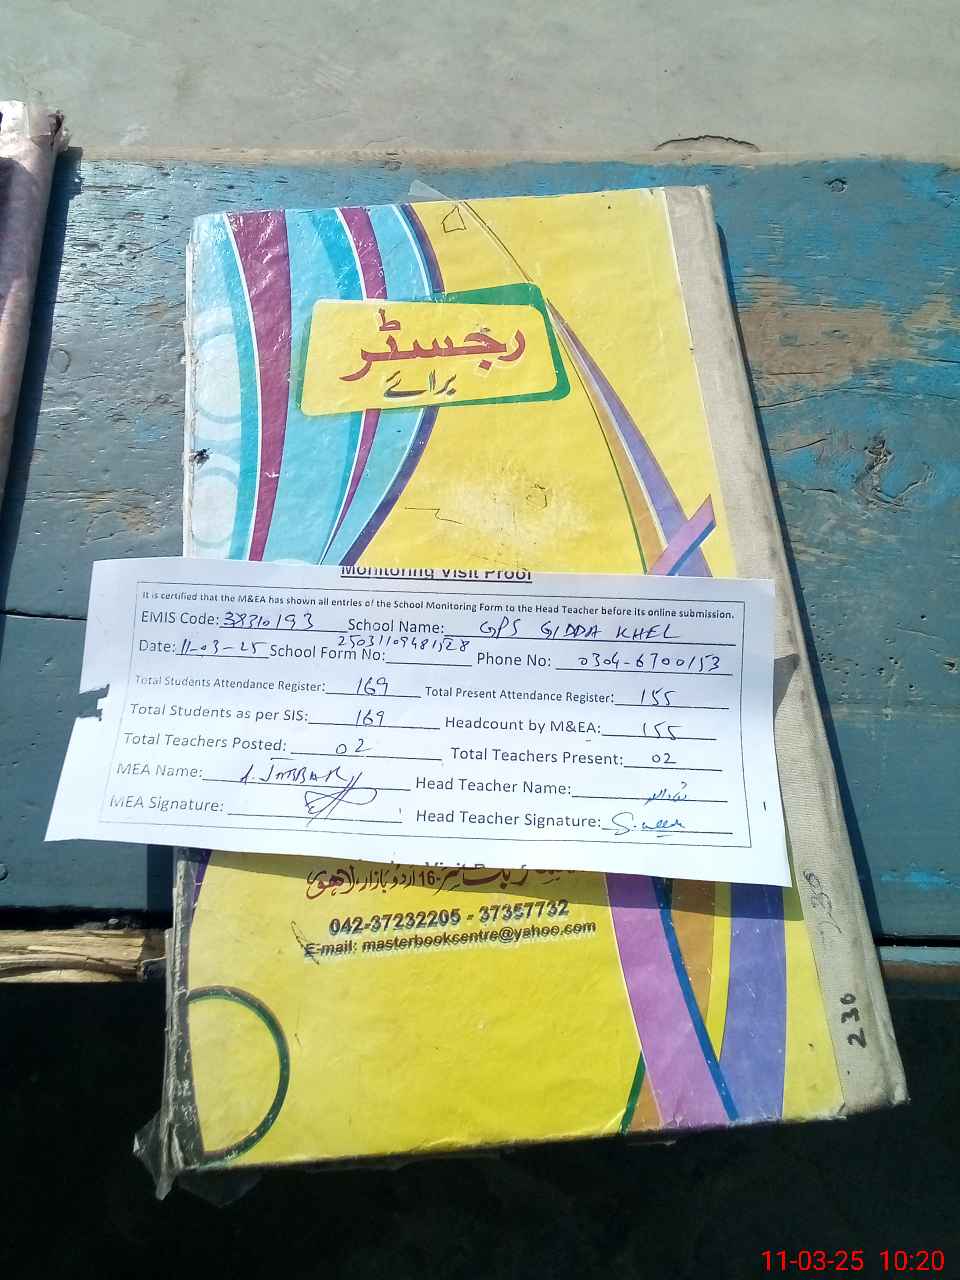 رجسٹر
برائے
Monitoring Visit Proof
It is certified that the M&EA has shown all entries of the School Monitoring Form to the Head Teacher before its online submission.
EMIS Code: 38310193 School Name: GPS GIDDA KHEL
Date: 11-03-25 School Form No: Phone No: 0304-6700153
Total Students Attendance Register: 169 Total Present Attendance Register: 155
Total Students as per SIS: 169 Headcount by M&EA: 155
Total Teachers Posted: 02 Total Teachers Present: 02
MEA Name: A. JABBAR Head Teacher Name:
MEA Signature: Head Teacher Signature:
16-اردو بازار، لاہور
042-37232205 - 37357732
E-mail: masterbookcentre@yahoo.com
230
11-03-25 10:20